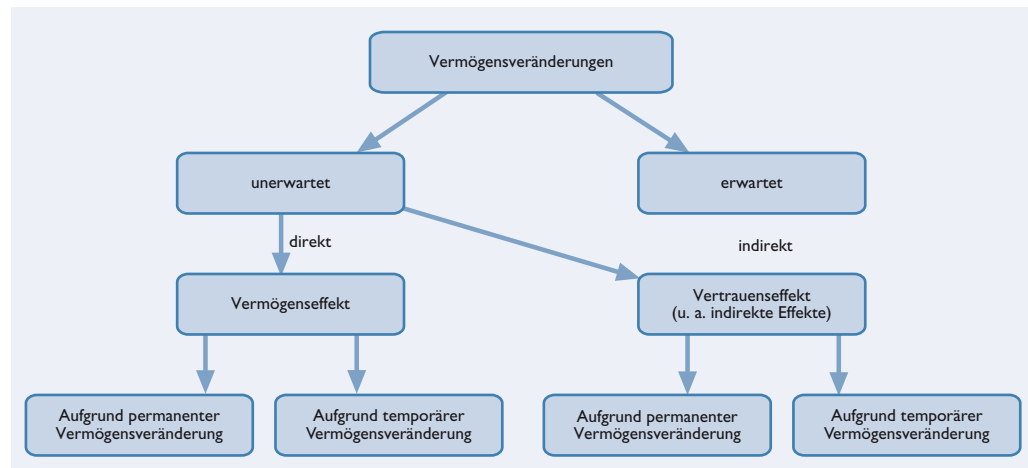 Vermögensveränderungen
unerwartet
erwartet
direkt
indirekt
Vermögenseffekt
Vertrauenseffekt
(u. a. indirekte Effekte)
Aufgrund permanenter
Vermögensveränderung
Aufgrund temporärer
Vermögensveränderung
Aufgrund permanenter
Vermögensveränderung
Aufgrund temporärer
Vermögensveränderung